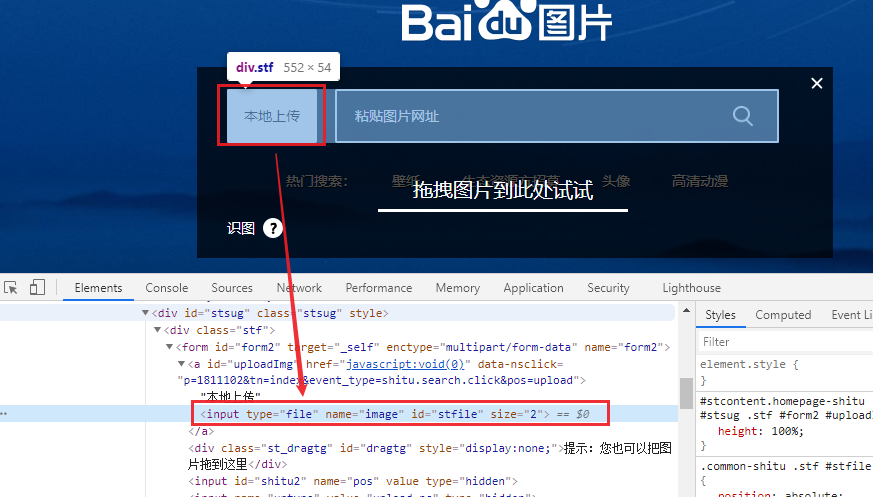 Baidu图片
div.stf 552 × 54
本地上传 粘贴图片网址
热门搜索: 壁纸 头像 高清动漫
拖拽图片到此处试试
识图 ?
Elements Console Sources Network Performance Memory Application Security Lighthouse
<div id="stsug" class="stsug" style>
<div class="stf">
<form id="form2" target="_self" enctype="multipart/form-data" name="form2">
<a id="uploadImg" href="javascript:void(0)" data-nsclick=
"p=1811102&tn=index&event_type=shitu.search.click&pos=upload">
"本地上传"
<input type="file" name="image" id="stfile" size="2"> == $0
</a>
<div class="st_dragtg" id="dragtg" style="display:none;">提示：您也可以把图
片拖到这里</div>
<input id="shitu2" name="pos" value type="hidden">
Styles Computed Event Li
Filter
element.style {
}
#stcontent.homepage-shitu
#stsug .stf #form2 #upload
height: 100%;
}
.common-shitu .stf #stfile
position: absolute;